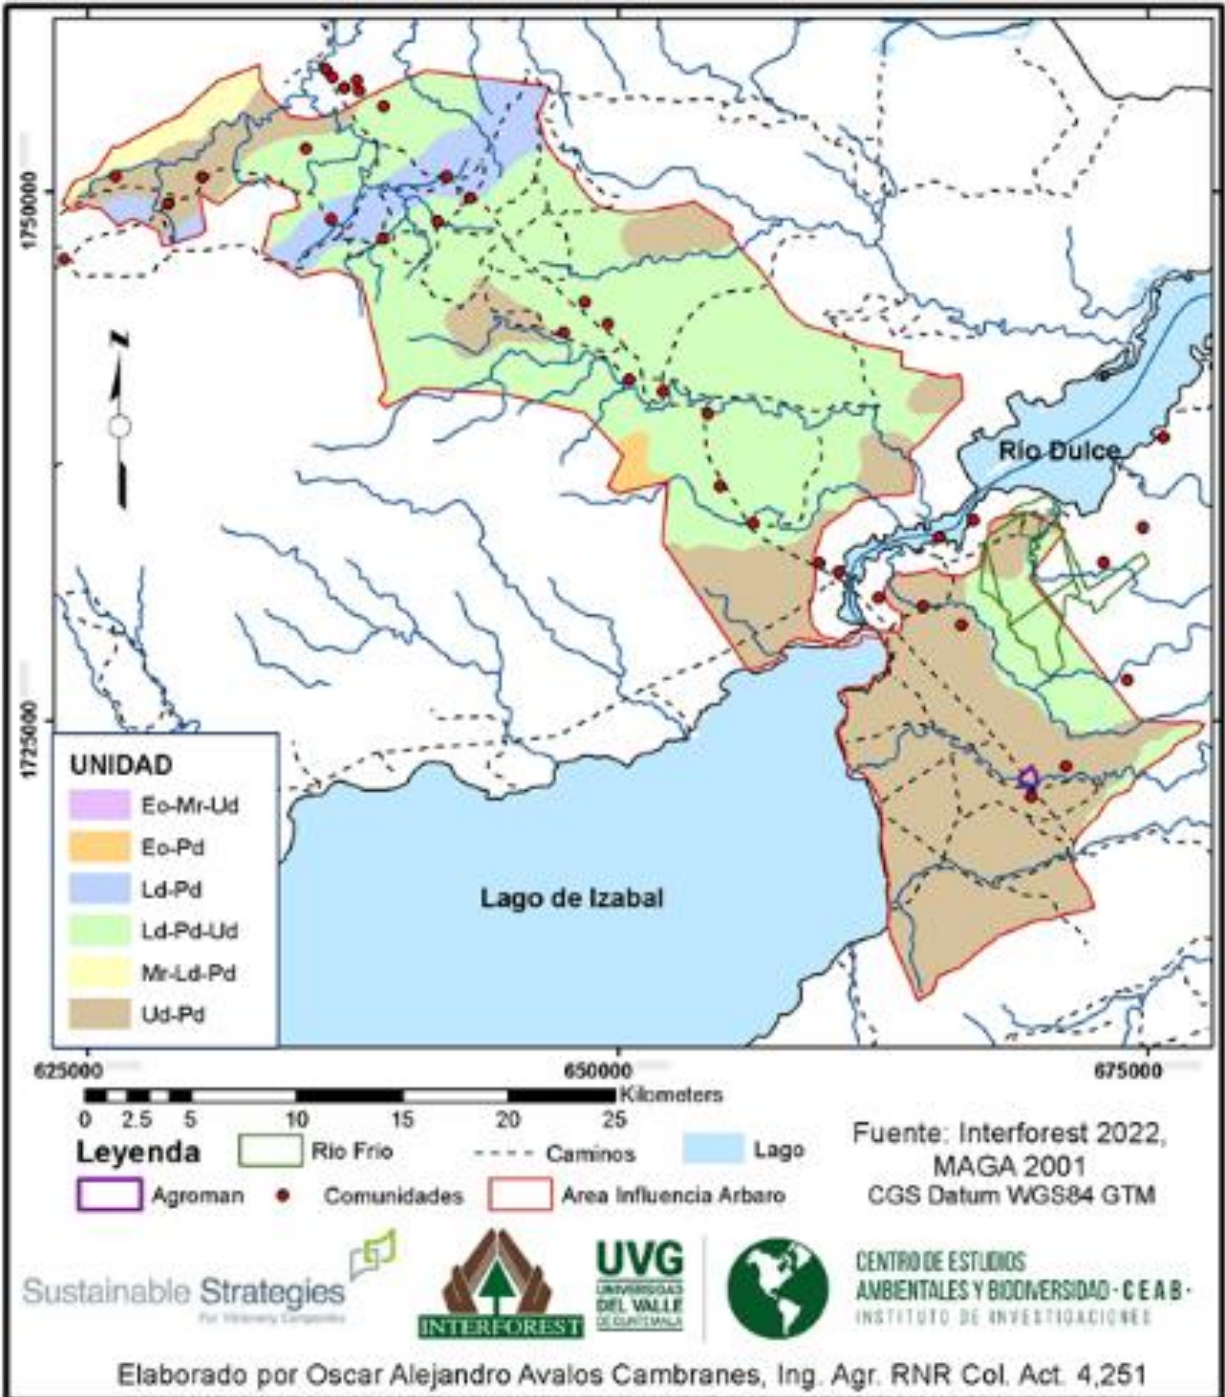 1750000
Río Dulce
1725000
Lago de Izabal
UNIDAD
Eo-Mr-Ud
Eo-Pd
Ld-Pd
Ld-Pd-Ud
Mr-Ld-Pd
Ud-Pd
625000 650000 675000
Kilometers
0 2.5 5 10 15 20 25
Leyenda
Rio Frio
Caminos
Lago
Agroman
Comunidades
Area Influencia Arbaro
Fuente: Interforest 2022,
MAGA 2001
CGS Datum WGS84 GTM
Sustainable Strategies
For Visionary Companies
INTERFOREST
UVG
UNIVERSIDAD
DEL VALLE
DE GUATEMALA
CENTRO DE ESTUDIOS
AMBIENTALES Y BIODIVERSIDAD · CEAB ·
INSTITUTO DE INVESTIGACIONES
Elaborado por Oscar Alejandro Avalos Cambranes, Ing. Agr. RNR Col. Act. 4,251